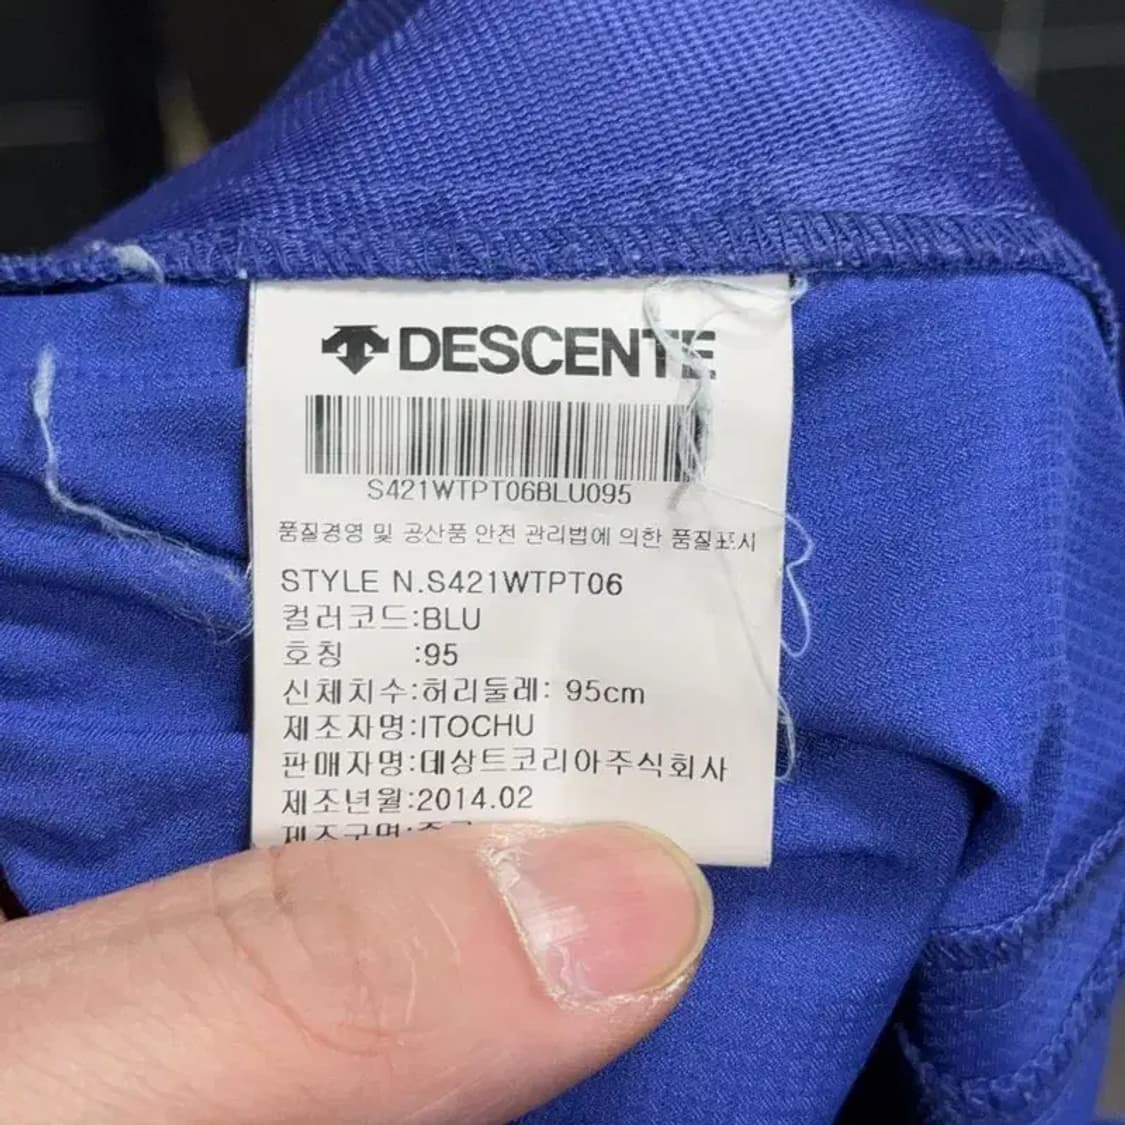 DESCENTE
S421WTPT06BLU095
품질경영 및 공산품 안전 관리법에 의한 품질표시
STYLE N.S421WTPT06
컬러코드:BLU
호칭 :95
신체치수:허리둘레: 95cm
제조자명:ITOCHU
판매자명:데상트코리아주식회사
제조년월:2014.02